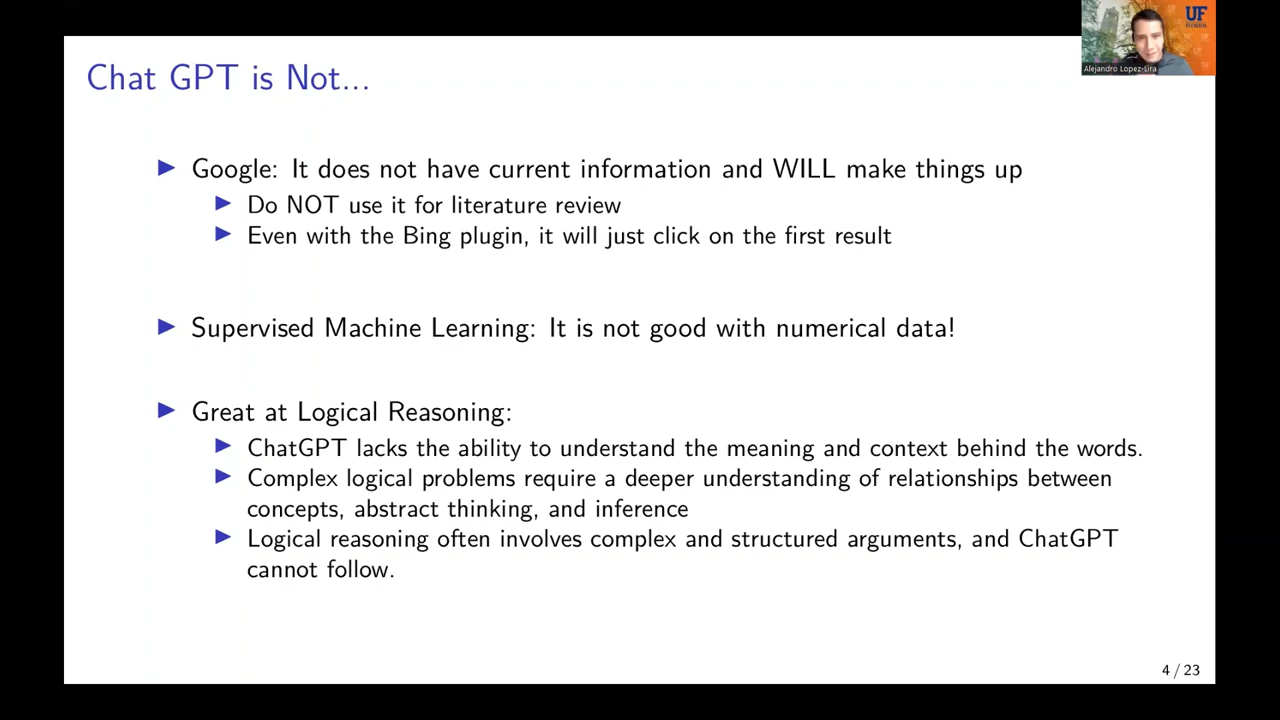 UF
FLORIDA
Alejandro Lopez-Lira
Chat GPT is Not...
Google: It does not have current information and WILL make things up
Do NOT use it for literature review
Even with the Bing plugin, it will just click on the first result
Supervised Machine Learning: It is not good with numerical data!
Great at Logical Reasoning:
ChatGPT lacks the ability to understand the meaning and context behind the words.
Complex logical problems require a deeper understanding of relationships between
concepts, abstract thinking, and inference
Logical reasoning often involves complex and structured arguments, and ChatGPT
cannot follow.
4 / 23